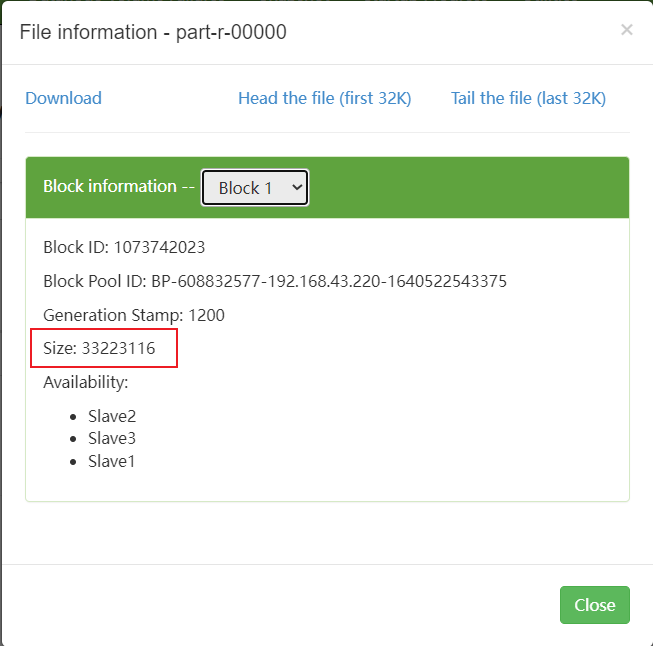 File information - part-r-00000
×
Download Head the file (first 32K) Tail the file (last 32K)
Block information -- Block 1
Block ID: 1073742023
Block Pool ID: BP-608832577-192.168.43.220-1640522543375
Generation Stamp: 1200
Size: 33223116
Availability:
Slave2
Slave3
Slave1
Close